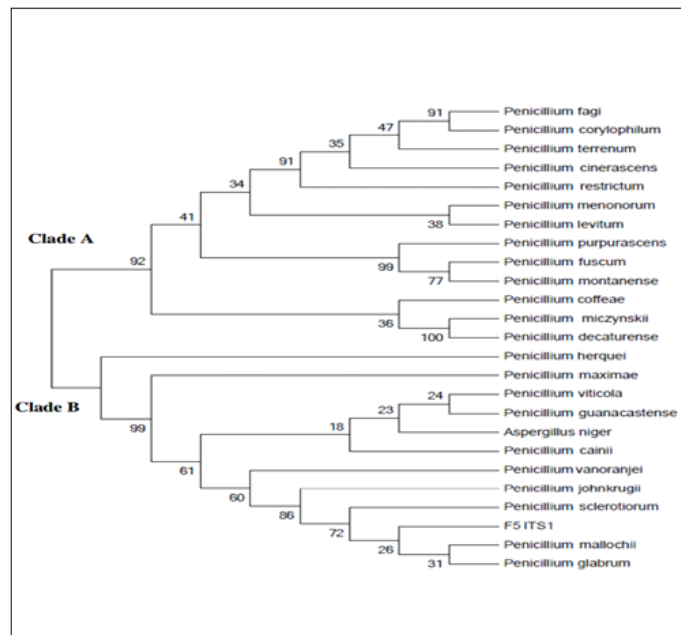 91 Penicillium fagi
47 Penicillium corylophilum
35 Penicillium terrenum
91 Penicillium cinerascens
34 Penicillium restrictum
Penicillium menonorum
41 38 Penicillium levitum
Clade A Penicillium purpurascens
92 99 Penicillium fuscum
77 Penicillium montanense
Penicillium coffeae
36 Penicillium miczynskii
100 Penicillium decaturense
Penicillium herquei
Penicillium maximae
24 Penicillium viticola
Clade B 23 Penicillium guanacastense
99 18 Aspergillus niger
Penicillium cainii
61 Penicillium vanoranjei
60 Penicillium johnkrugii
86 Penicillium sclerotiorum
72 F5 ITS1
26 Penicillium mallochii
31 Penicillium glabrum